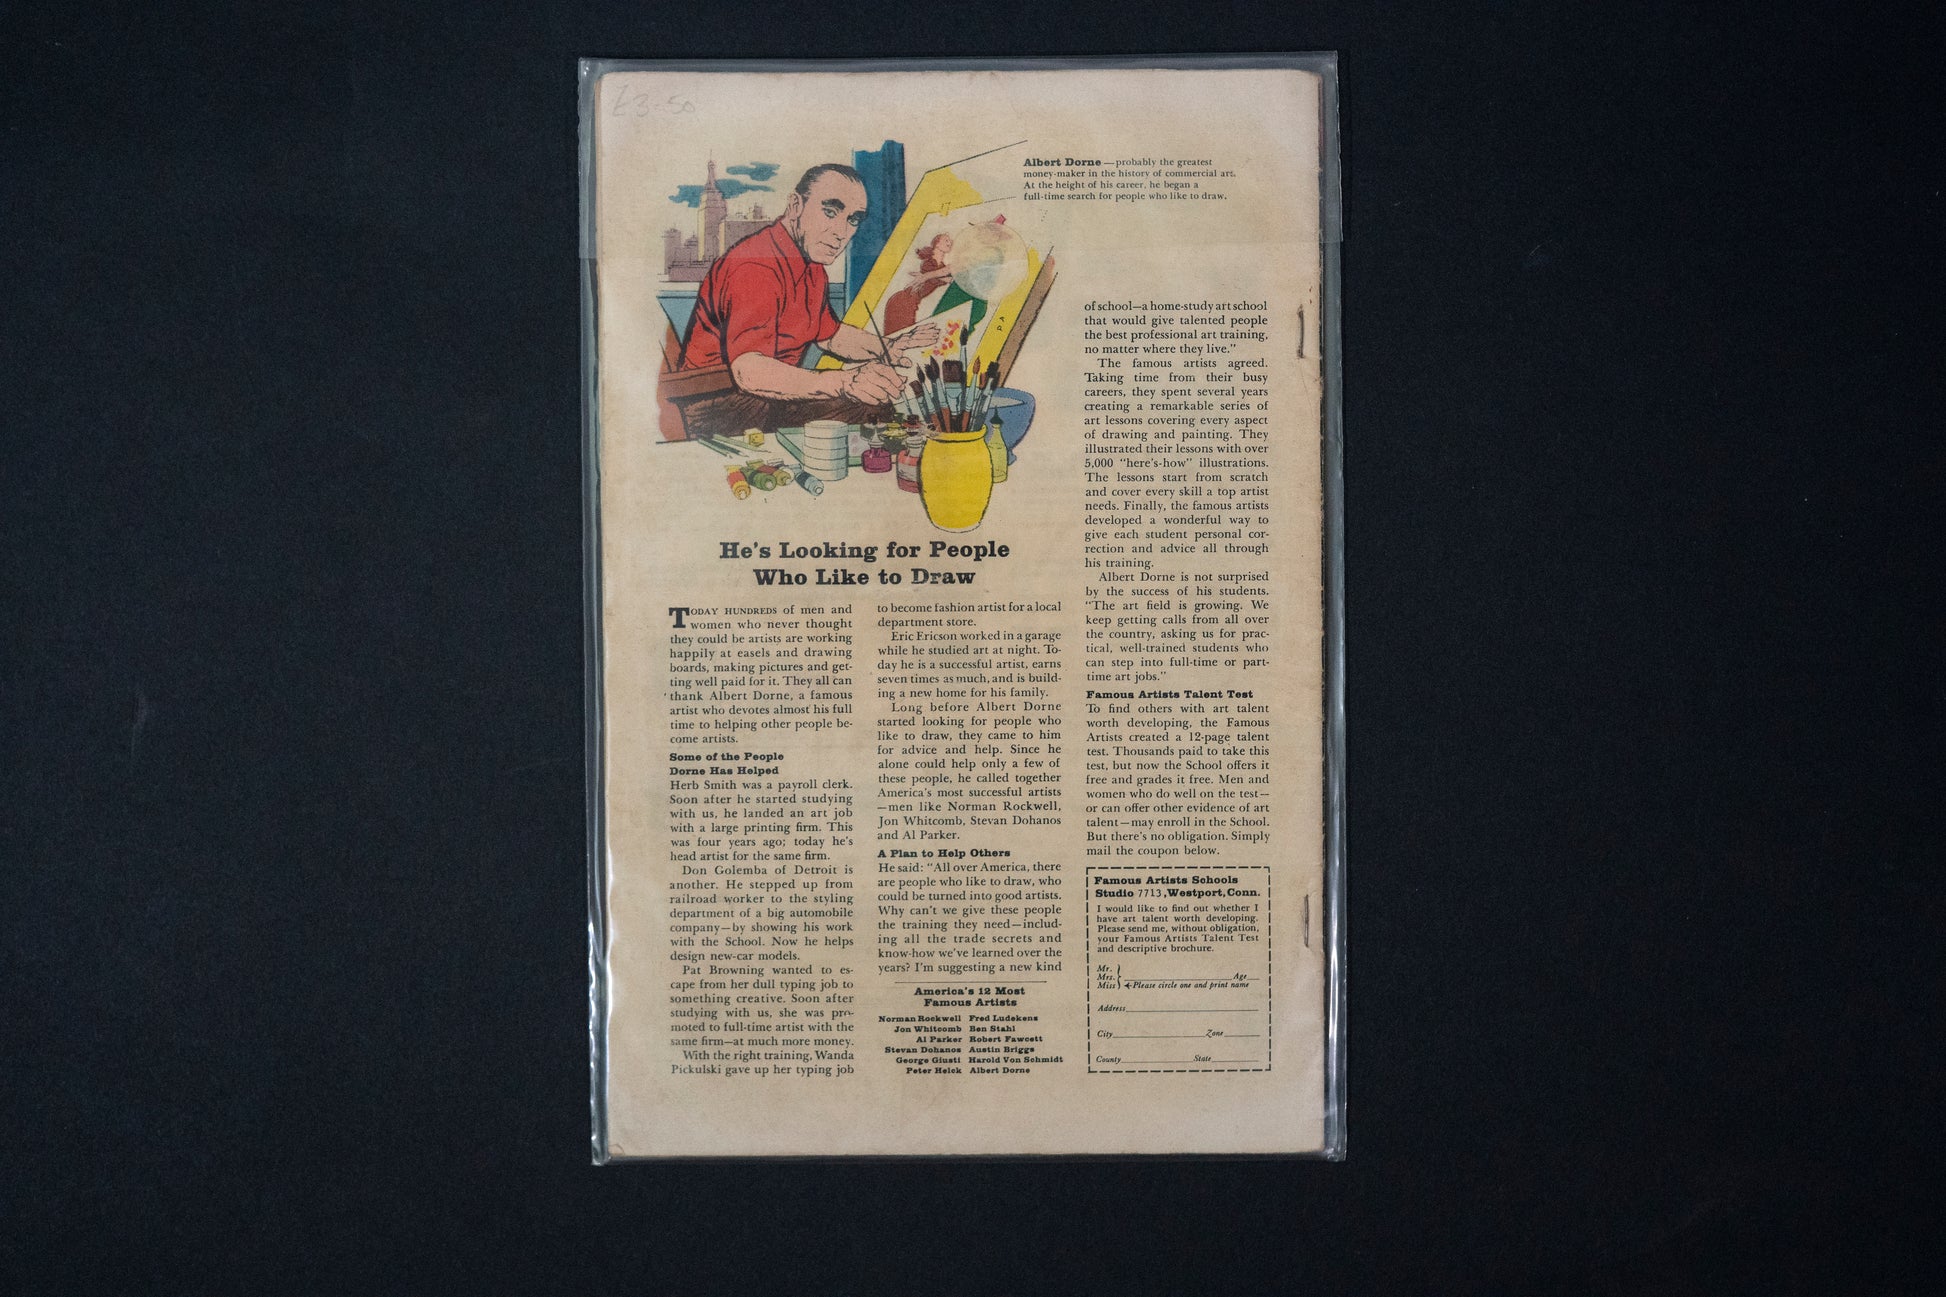 £3-50
Albert Dorne—probably the greatest
money-maker in the history of commercial art.
At the height of his career, he began a
full-time search for people who like to draw.
He's Looking for People
Who Like to Draw
TODAY HUNDREDS of men and
women who never thought
they could be artists are working
happily at easels and drawing
boards, making pictures and get-
ting well paid for it. They all can
thank Albert Dorne, a famous
artist who devotes almost his full
time to helping other people be-
come artists.
Some of the People
Dorne Has Helped
Herb Smith was a payroll clerk.
Soon after he started studying
with us, he landed an art job
with a large printing firm. This
was four years ago; today he's
head artist for the same firm.
Don Golemba of Detroit is
another. He stepped up from
railroad worker to the styling
department of a big automobile
company—by showing his work
with the School. Now he helps
design new-car models.
Pat Browning wanted to es-
cape from her dull typing job to
something creative. Soon after
studying with us, she was pro-
moted to full-time artist with the
same firm—at much more money.
With the right training, Wanda
Pickulski gave up her typing job
to become fashion artist for a local
department store.
Eric Ericson worked in a garage
while he studied art at night. To-
day he is a successful artist, earns
seven times as much, and is build-
ing a new home for his family.
Long before Albert Dorne
started looking for people who
like to draw, they came to him
for advice and help. Since he
alone could help only a few of
these people, he called together
America's most successful artists
—men like Norman Rockwell,
Jon Whitcomb, Stevan Dohanos
and Al Parker.
A Plan to Help Others
He said: "All over America, there
are people who like to draw, who
could be turned into good artists.
Why can't we give these people
the training they need—includ-
ing all the trade secrets and
know-how we've learned over the
years? I'm suggesting a new kind
America's 12 Most
Famous Artists
Norman Rockwell Fred Ludekens
Jon Whitcomb Ben Stahl
Al Parker Robert Fawcett
Stevan Dohanos Austin Briggs
George Giusti Harold Von Schmidt
Peter Helck Albert Dorne
of school—a home-study art school
that would give talented people
the best professional art training,
no matter where they live."
The famous artists agreed.
Taking time from their busy
careers, they spent several years
creating a remarkable series of
art lessons covering every aspect
of drawing and painting. They
illustrated their lessons with over
5,000 "here's-how" illustrations.
The lessons start from scratch
and cover every skill a top artist
needs. Finally, the famous artists
developed a wonderful way to
give each student personal cor-
rection and advice all through
his training.
Albert Dorne is not surprised
by the success of his students.
"The art field is growing. We
keep getting calls from all over
the country, asking us for prac-
tical, well-trained students who
can step into full-time or part-
time art jobs."
Famous Artists Talent Test
To find others with art talent
worth developing, the Famous
Artists created a 12-page talent
test. Thousands paid to take this
test, but now the School offers it
free and grades it free. Men and
women who do well on the test—
or can offer other evidence of art
talent—may enroll in the School.
But there's no obligation. Simply
mail the coupon below.
Famous Artists Schools
Studio 7713, Westport, Conn.
I would like to find out whether I
have art talent worth developing.
Please send me, without obligation,
your Famous Artists Talent Test
and descriptive brochure.
Mr.
Mrs. Age
Miss Please circle one and print name
Address
City Zone
County State